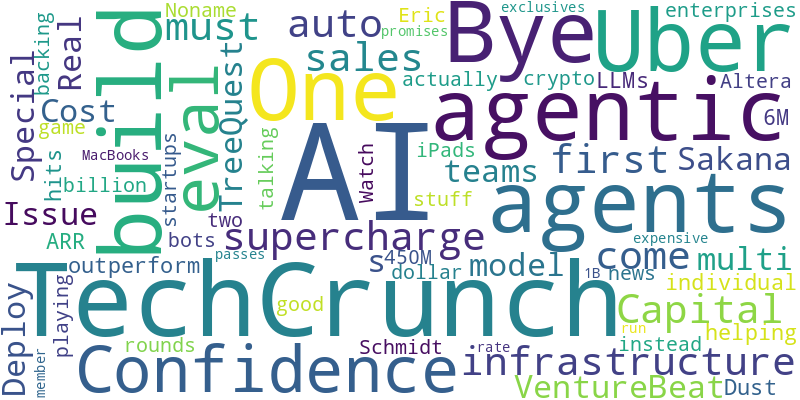 Noname
must
auto
Eric
promises
exclusives
Bye
Uber
enterprises
backing
Real
build
eval
TreeQuest
One
sales
actually
crypto
LLMs
Altera
Special
Cost
agentic
6M
game
MacBooks
hits
billion
startups
talking
AI
Watch
iPads
teams
first
Sakana
stuff
agents
Issue
two
ARR
bots
supercharge
passes
outperform
s
450M
dollar
model
1B
news
expensive
come
multi
individual
TechCrunch
good
Capital
Deploy
playing
rounds
run
helping
Schmidt
rate
instead
member
Confidence
infrastructure
VentureBeat
Dust